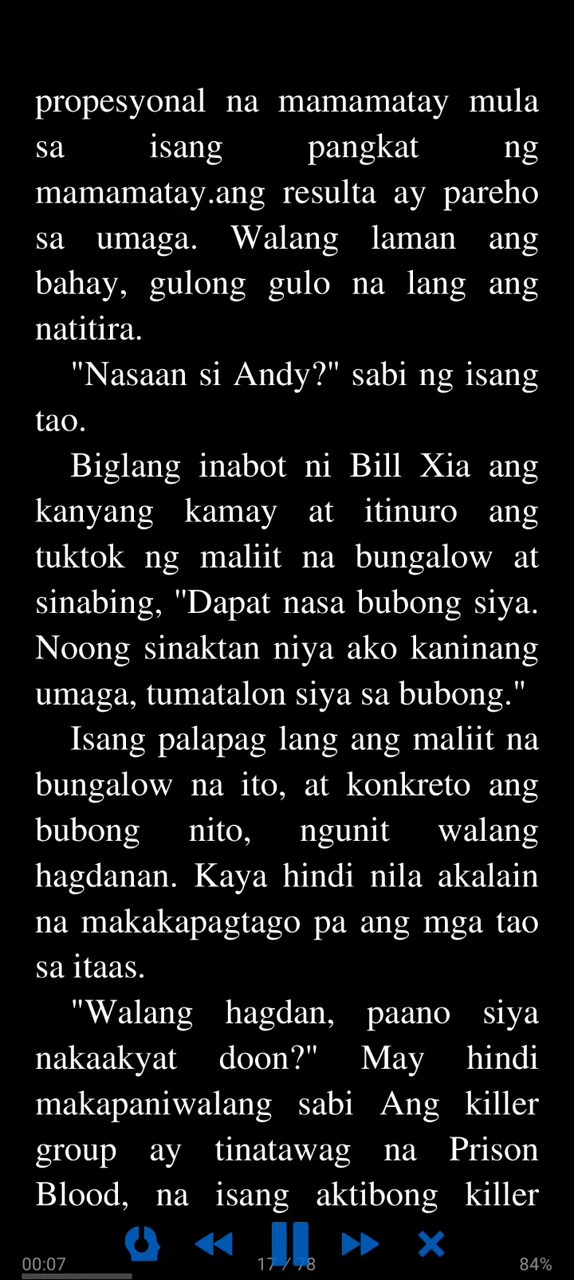 propesyonal na mamamatay mula
sa isang pangkat ng
mamamatay.ang resulta ay pareho
sa umaga. Walang laman ang
bahay, gulong gulo na lang ang
natitira.
"Nasaan si Andy?" sabi ng isang
tao.
Biglang inabot ni Bill Xia ang
kanyang kamay at itinuro ang
tuktok ng maliit na bungalow at
sinabing, "Dapat nasa bubong siya.
Noong sinaktan niya ako kaninang
umaga, tumatalon siya sa bubong."
Isang palapag lang ang maliit na
bungalow na ito, at konkreto ang
bubong nito, ngunit walang
hagdanan. Kaya hindi nila akalain
na makakapagtago pa ang mga tao
sa itaas.
"Walang hagdan, paano siya
nakaakyat doon?" May hindi
makapaniwalang sabi Ang killer
group ay tinatawag na Prison
Blood, na isang aktibong killer
00:07 17 / 78 84%